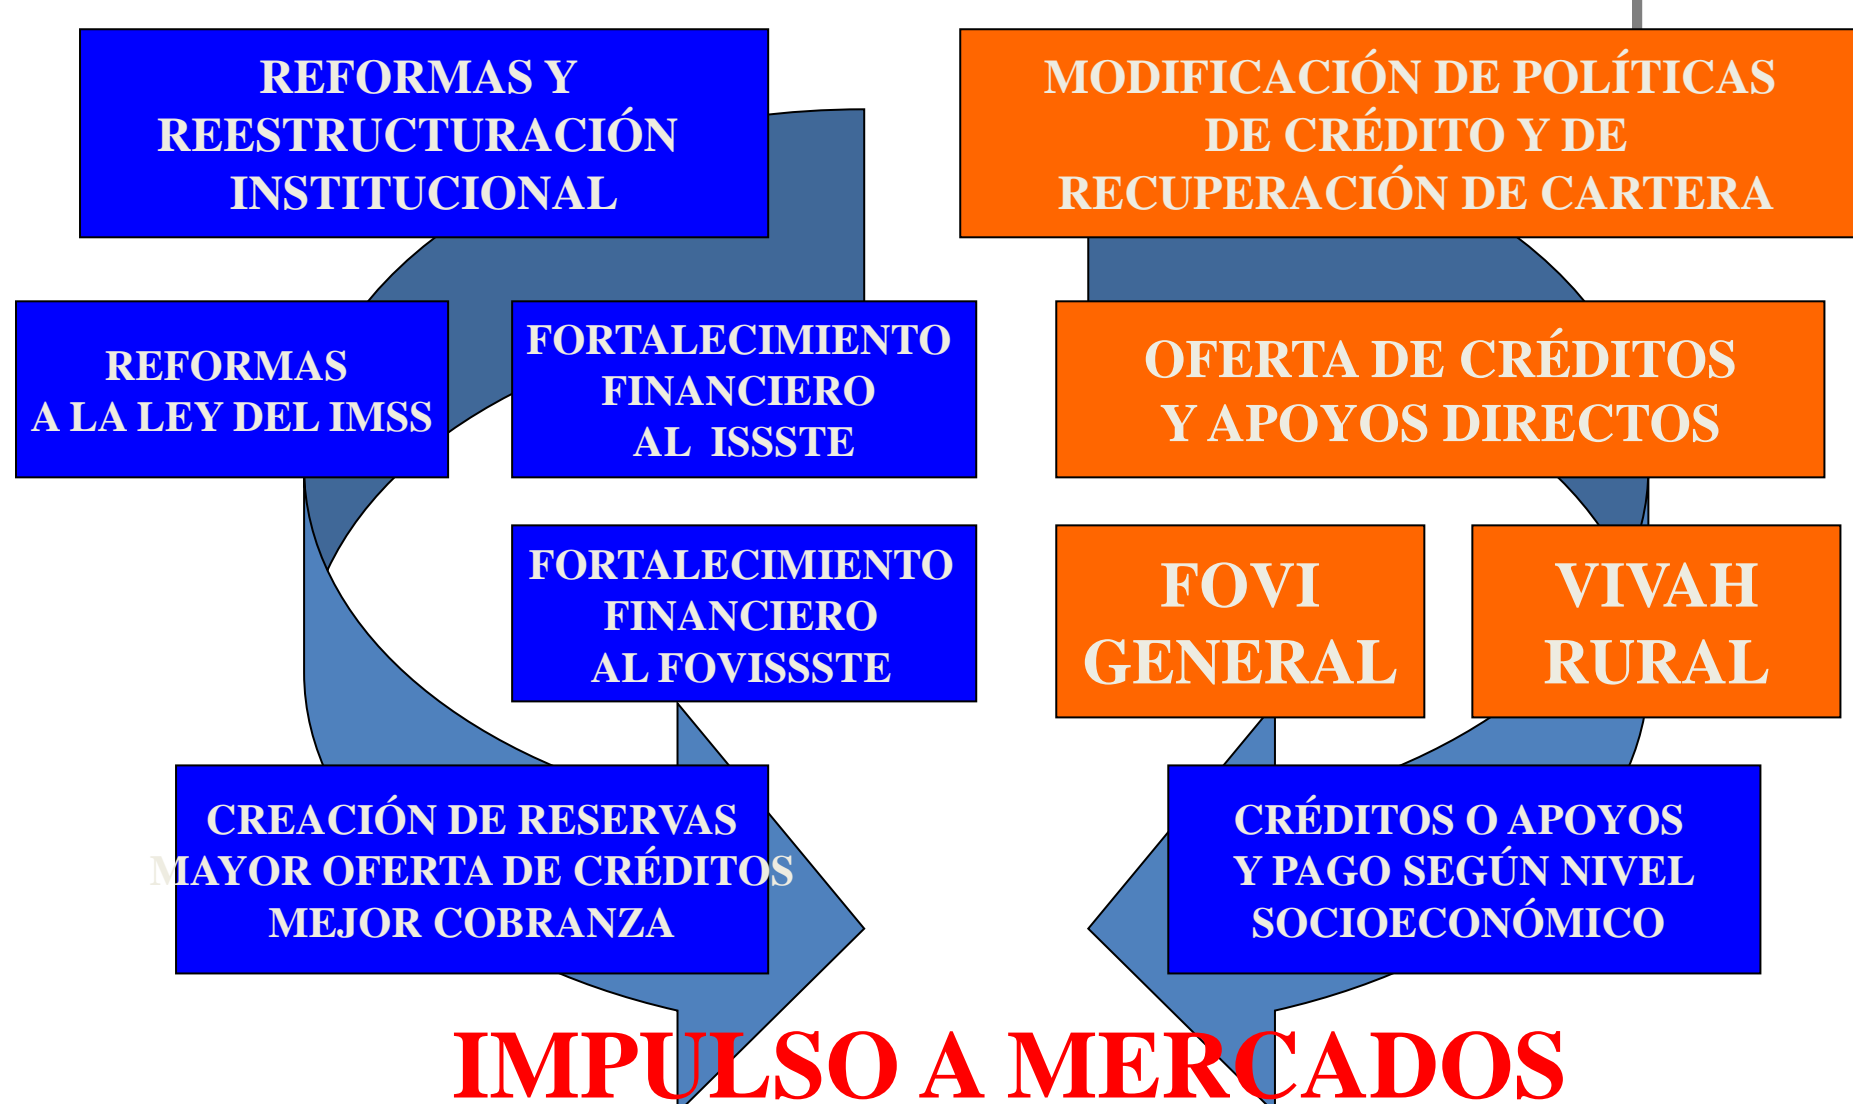 REFORMAS Y
REESTRUCTURACIÓN
INSTITUCIONAL
MODIFICACIÓN DE POLÍTICAS
DE CRÉDITO Y DE
RECUPERACIÓN DE CARTERA
REFORMAS
A LA LEY DEL IMSS
FORTALECIMIENTO
FINANCIERO
AL ISSSTE
OFERTA DE CRÉDITOS
Y APOYOS DIRECTOS
FORTALECIMIENTO
FINANCIERO
AL FOVISSSTE
FOVI
GENERAL
VIVAH
RURAL
CREACIÓN DE RESERVAS
MAYOR OFERTA DE CRÉDITOS
MEJOR COBRANZA
CRÉDITOS O APOYOS
Y PAGO SEGÚN NIVEL
SOCIOECONÓMICO
IMPULSO A MERCADOS